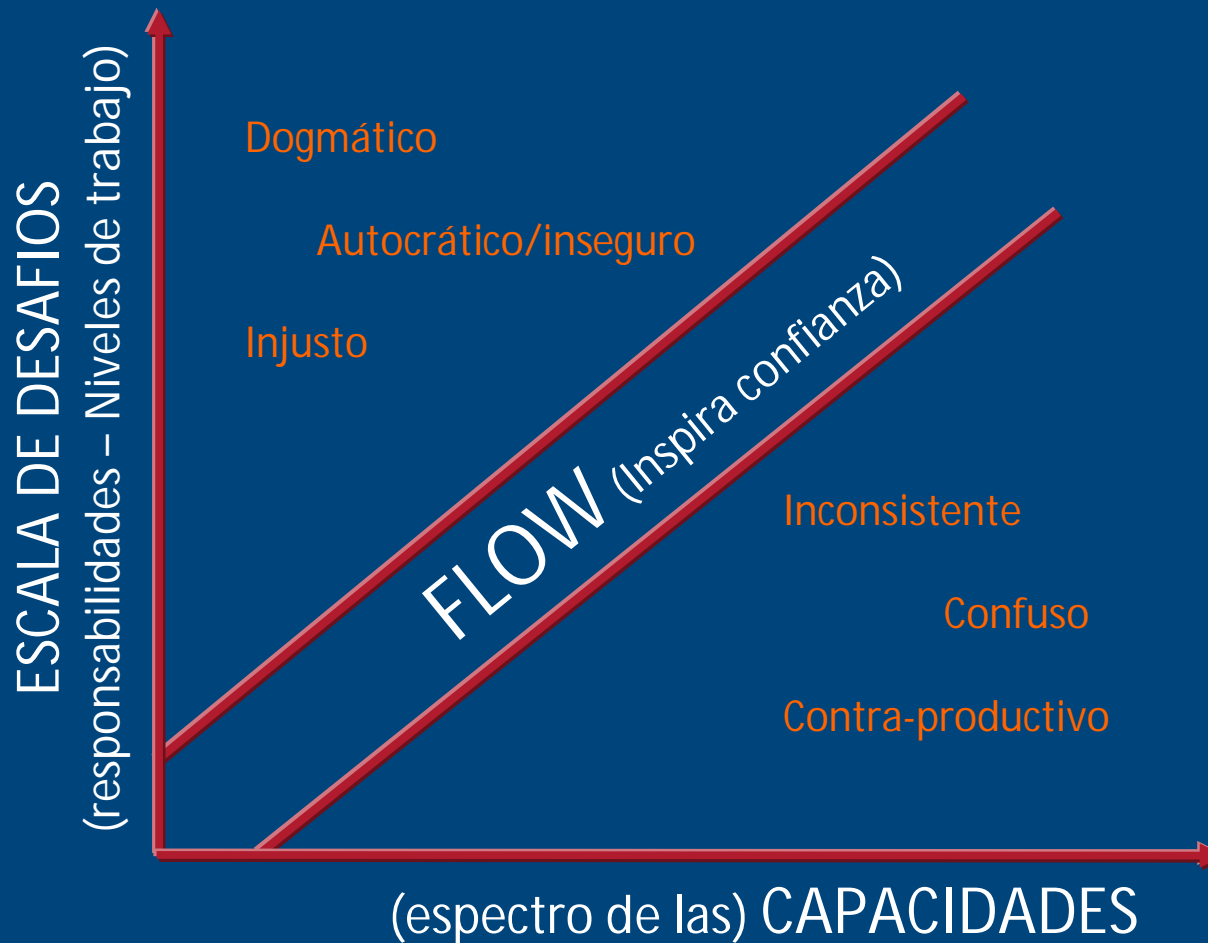 ESCALA DE DESAFIOS
(responsabilidades – Niveles de trabajo)
Dogmático
Autocrático/inseguro
Injusto
FLOW (Inspira confianza)
Inconsistente
Confuso
Contra-productivo
(espectro de las) CAPACIDADES